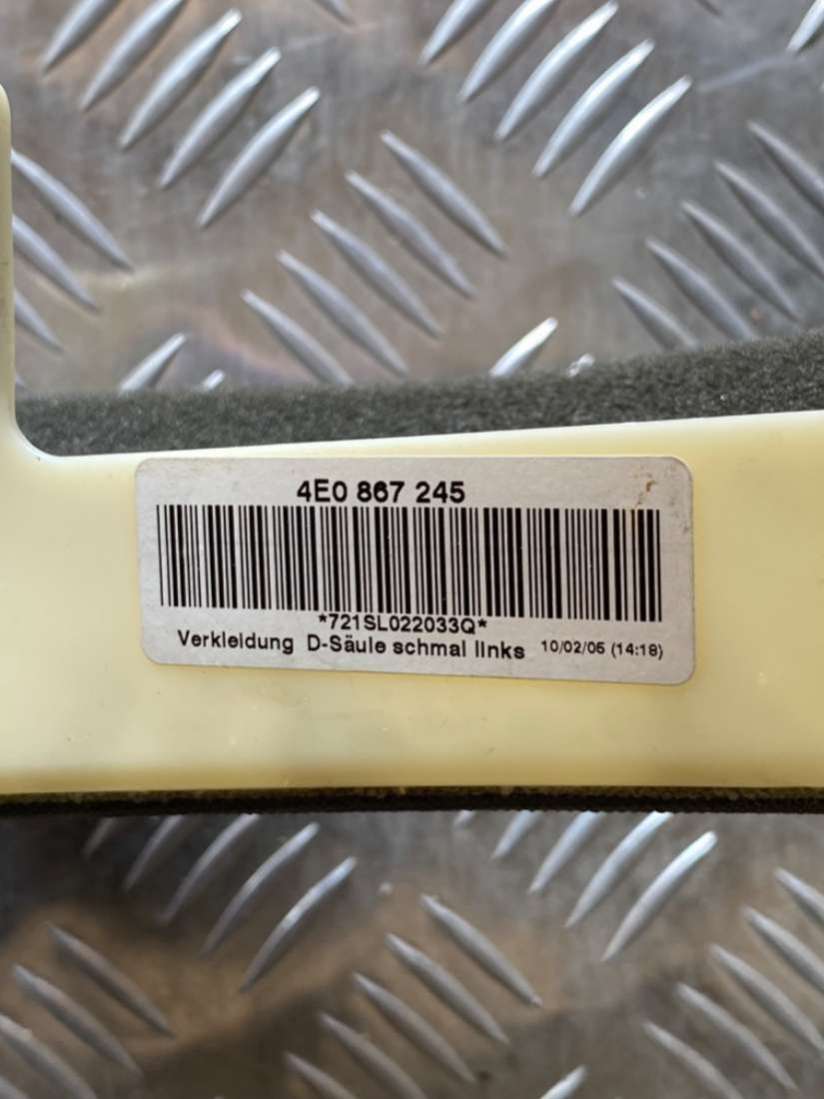 4E0 867 245
*721SL022033Q*
Verkleidung D-Säule schmal links 10/02/05 (14:18)